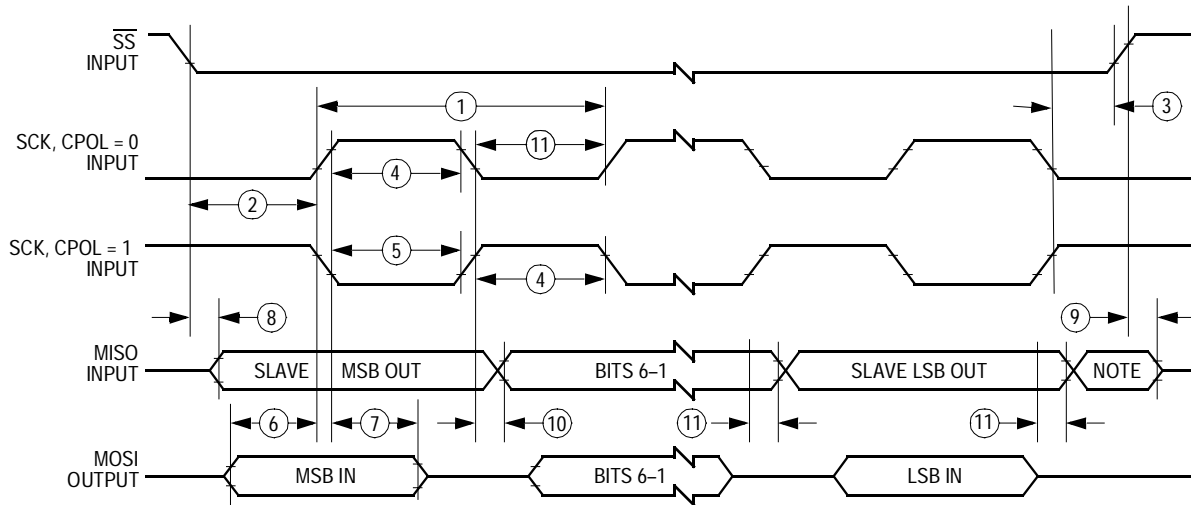 SS
INPUT
1
3
SCK, CPOL = 0
INPUT
11
4
2
SCK, CPOL = 1
INPUT
5
4
8
9
MISO
INPUT
SLAVE MSB OUT
BITS 6–1
SLAVE LSB OUT
NOTE
6
7
10
11
11
MOSI
OUTPUT
MSB IN
BITS 6–1
LSB IN